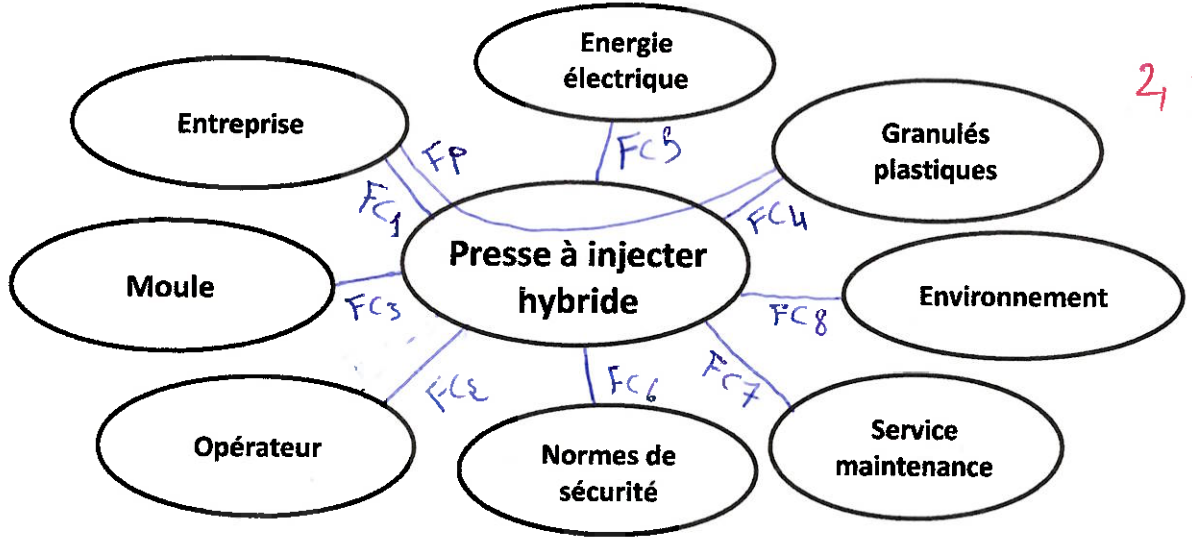 Energie
électrique
2,
Entreprise
Granulés
plastiques
FP
FC5
FC1
FC4
Presse à injecter
hybride
Moule
FC3
Environnement
FC8
FC7
FC2
FC6
Opérateur
Normes de
sécurité
Service
maintenance